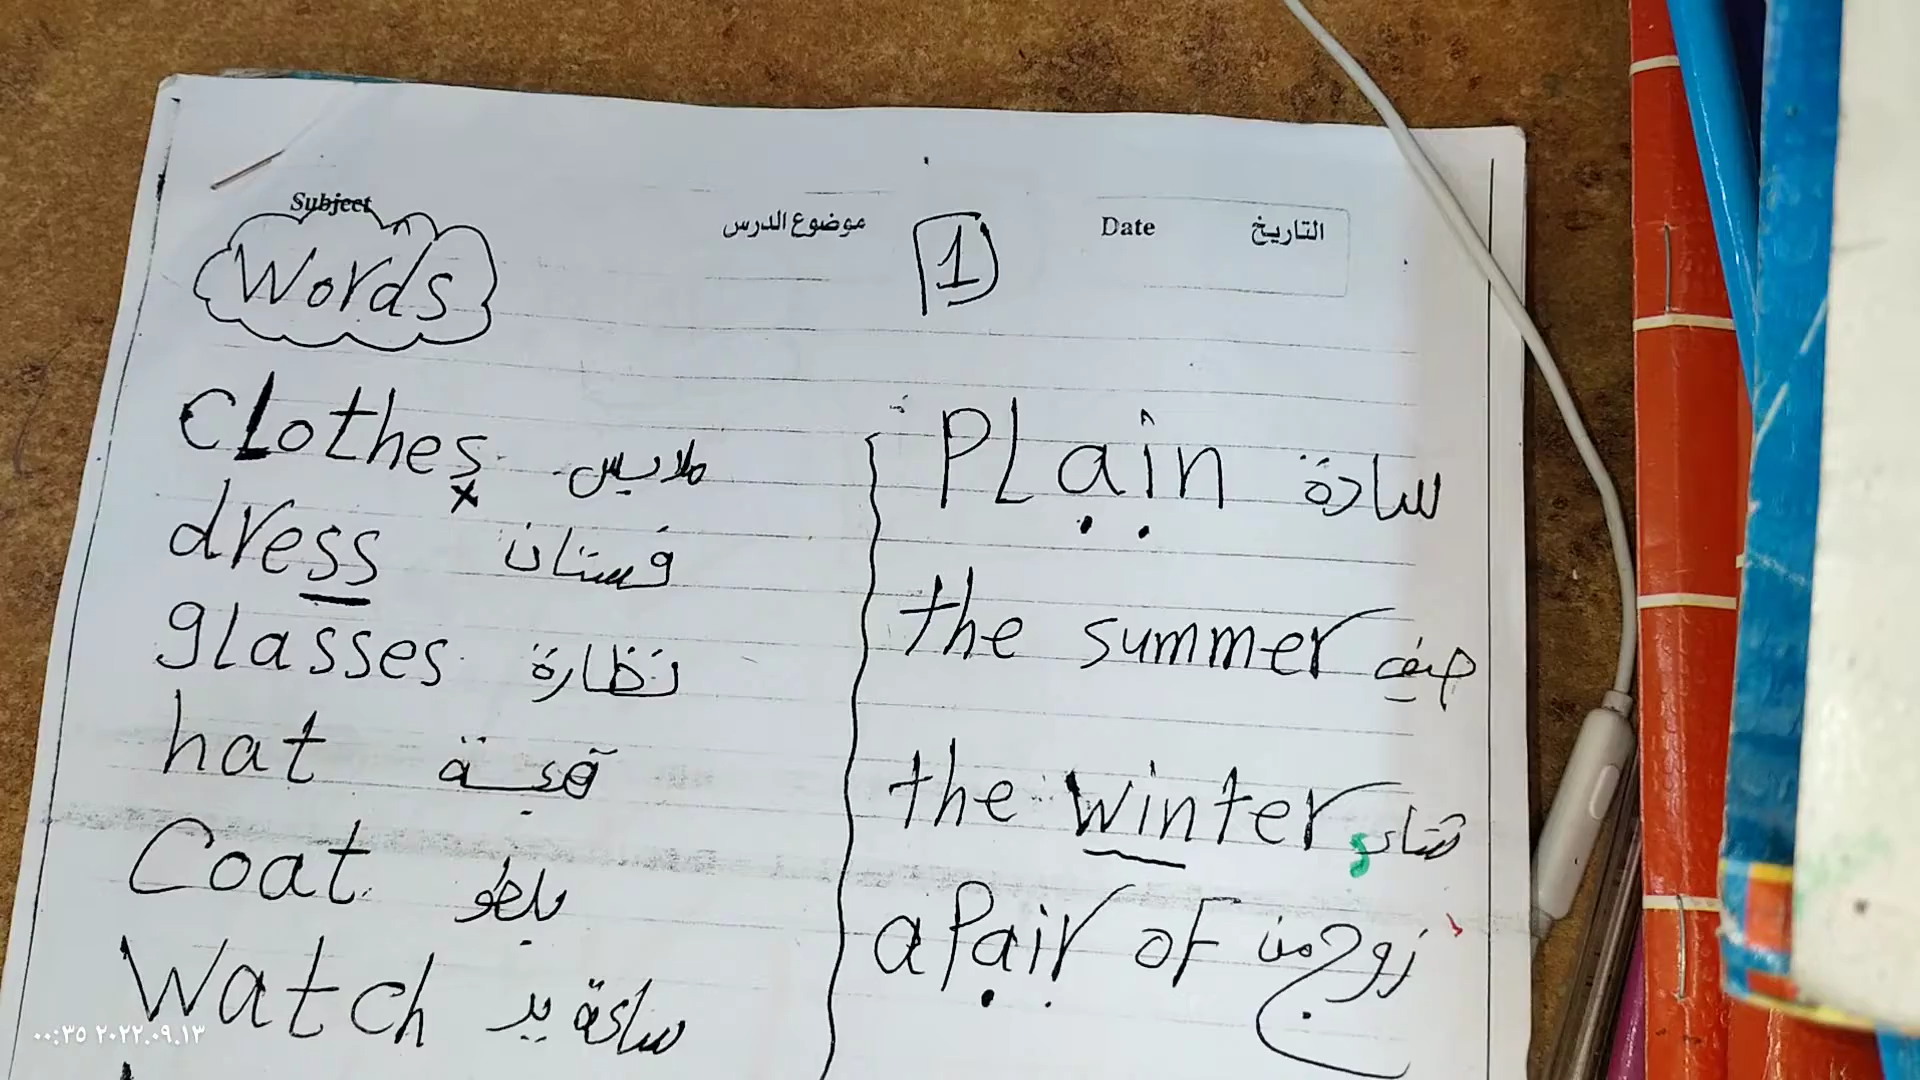 Subject موضوع الدرس Date التاريخ
Words
1
clothes ملابس
dress فستان
glasses نظارة
hat قبعة
Coat بلطو
Watch ساعة يد
PLain سادة
the summer صيف
the winter شتاء
a Pair of زوج من
٠٠:٣٥ ٢٠٢٢.٠٩.١٣